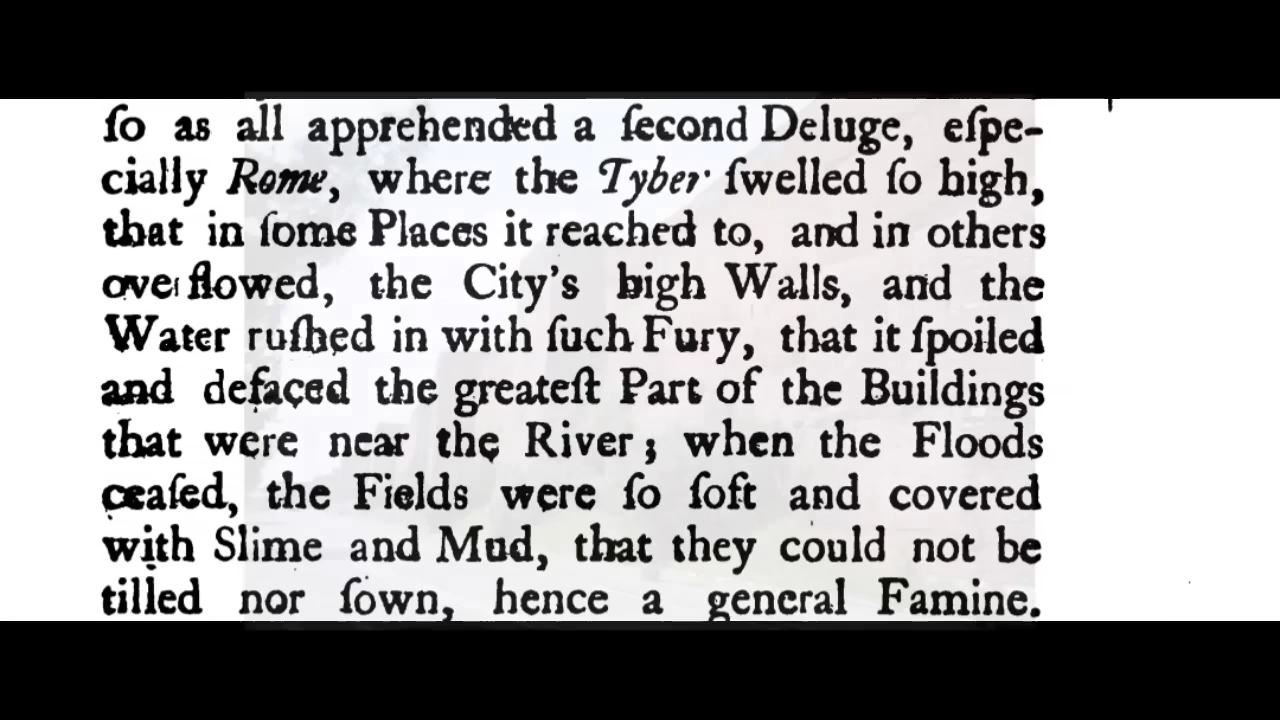 ſo as all apprehended a ſecond Deluge, eſpe-
cially Rome, where the Tyber ſwelled ſo high,
that in ſome Places it reached to, and in others
overflowed, the City's high Walls, and the
Water ruſhed in with ſuch Fury, that it ſpoiled
and defaced the greateſt Part of the Buildings
that were near the River; when the Floods
ceaſed, the Fields were ſo ſoft and covered
with Slime and Mud, that they could not be
tilled nor ſown, hence a general Famine.